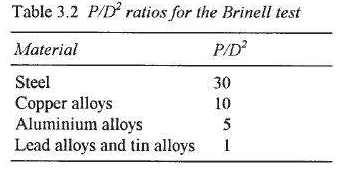 Table 3.2 P/D² ratios for the Brinell test
Material P/D²
Steel 30
Copper alloys 10
Aluminium alloys 5
Lead alloys and tin alloys 1